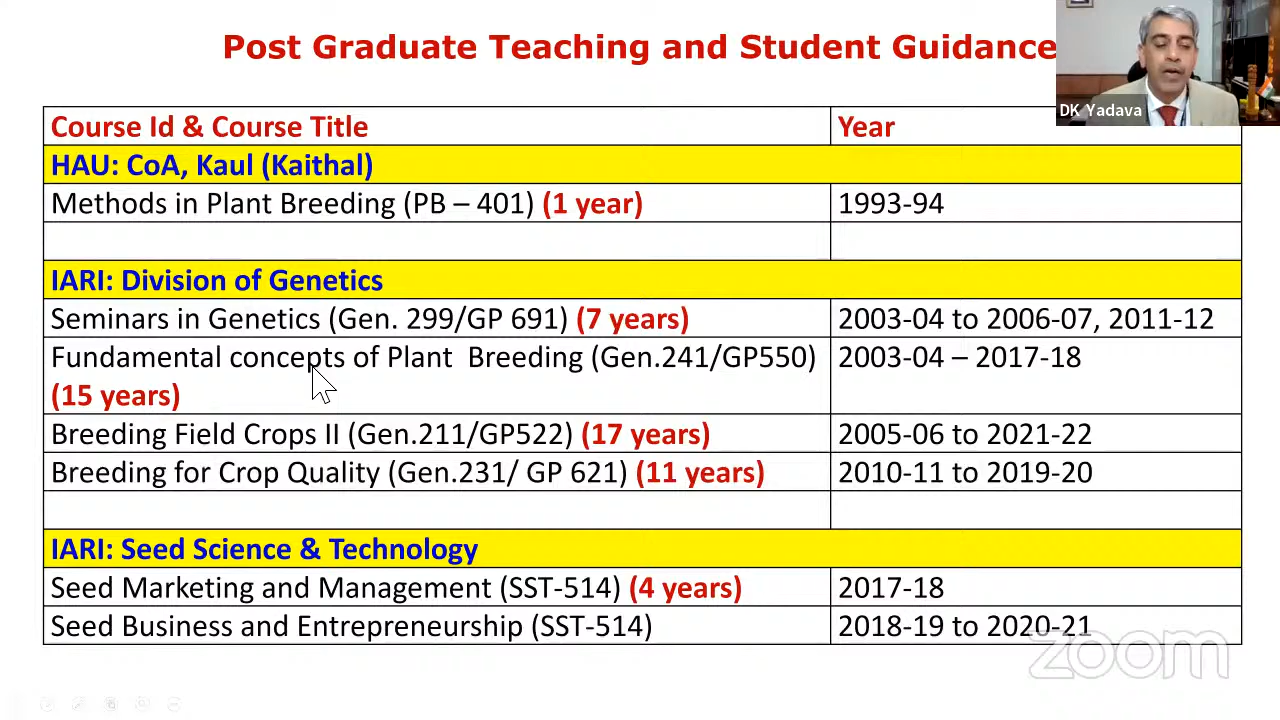 Post Graduate Teaching and Student Guidance
DK Yadava
Course Id & Course Title Year
HAU: CoA, Kaul (Kaithal)
Methods in Plant Breeding (PB – 401) (1 year) 1993-94
IARI: Division of Genetics
Seminars in Genetics (Gen. 299/GP 691) (7 years) 2003-04 to 2006-07, 2011-12
Fundamental concepts of Plant Breeding (Gen.241/GP550) 2003-04 – 2017-18
(15 years)
Breeding Field Crops II (Gen.211/GP522) (17 years) 2005-06 to 2021-22
Breeding for Crop Quality (Gen.231/ GP 621) (11 years) 2010-11 to 2019-20
IARI: Seed Science & Technology
Seed Marketing and Management (SST-514) (4 years) 2017-18
Seed Business and Entrepreneurship (SST-514) 2018-19 to 2020-21
zoom